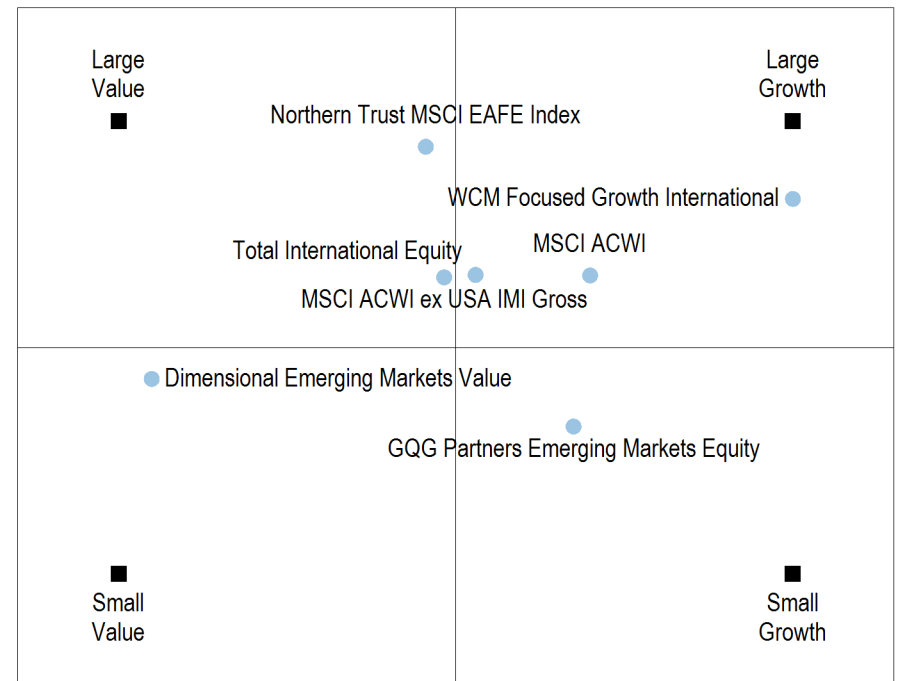 Large
Value
Large
Growth
Northern Trust MSCI EAFE Index
WCM Focused Growth International
MSCI ACWI
Total International Equity
MSCI ACWI ex USA IMI Gross
Dimensional Emerging Markets Value
GQG Partners Emerging Markets Equity
Small
Value
Small
Growth